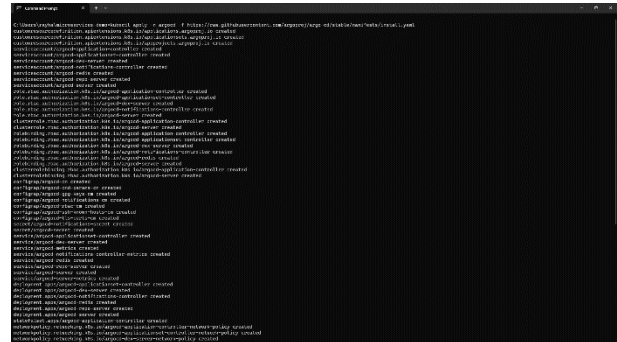 Command Prompt
C:\Users\rayha\microservices-demo>kubectl apply -n argocd -f https://raw.githubusercontent.com/argoproj/argo-cd/stable/manifests/install.yaml
customresourcedefinition.apiextensions.k8s.io/applications.argoproj.io created
customresourcedefinition.apiextensions.k8s.io/applicationsets.argoproj.io created
customresourcedefinition.apiextensions.k8s.io/appprojects.argoproj.io created
serviceaccount/argocd-application-controller created
serviceaccount/argocd-applicationset-controller created
serviceaccount/argocd-dex-server created
serviceaccount/argocd-notifications-controller created
serviceaccount/argocd-redis created
serviceaccount/argocd-repo-server created
serviceaccount/argocd-server created
role.rbac.authorization.k8s.io/argocd-application-controller created
role.rbac.authorization.k8s.io/argocd-applicationset-controller created
role.rbac.authorization.k8s.io/argocd-dex-server created
role.rbac.authorization.k8s.io/argocd-notifications-controller created
role.rbac.authorization.k8s.io/argocd-redis created
role.rbac.authorization.k8s.io/argocd-server created
clusterrole.rbac.authorization.k8s.io/argocd-application-controller created
clusterrole.rbac.authorization.k8s.io/argocd-server created
rolebinding.rbac.authorization.k8s.io/argocd-application-controller created
rolebinding.rbac.authorization.k8s.io/argocd-applicationset-controller created
rolebinding.rbac.authorization.k8s.io/argocd-dex-server created
rolebinding.rbac.authorization.k8s.io/argocd-notifications-controller created
rolebinding.rbac.authorization.k8s.io/argocd-redis created
rolebinding.rbac.authorization.k8s.io/argocd-server created
clusterrolebinding.rbac.authorization.k8s.io/argocd-application-controller created
clusterrolebinding.rbac.authorization.k8s.io/argocd-server created
configmap/argocd-cm created
configmap/argocd-cmd-params-cm created
configmap/argocd-gpg-keys-cm created
configmap/argocd-notifications-cm created
configmap/argocd-rbac-cm created
configmap/argocd-ssh-known-hosts-cm created
configmap/argocd-tls-certs-cm created
secret/argocd-notifications-secret created
secret/argocd-secret created
service/argocd-applicationset-controller created
service/argocd-dex-server created
service/argocd-metrics created
service/argocd-notifications-controller-metrics created
service/argocd-redis created
service/argocd-repo-server created
service/argocd-server created
service/argocd-server-metrics created
deployment.apps/argocd-applicationset-controller created
deployment.apps/argocd-dex-server created
deployment.apps/argocd-notifications-controller created
deployment.apps/argocd-redis created
deployment.apps/argocd-repo-server created
deployment.apps/argocd-server created
statefulset.apps/argocd-application-controller created
networkpolicy.networking.k8s.io/argocd-application-controller-network-policy created
networkpolicy.networking.k8s.io/argocd-applicationset-controller-network-policy created
networkpolicy.networking.k8s.io/argocd-dex-server-network-policy created